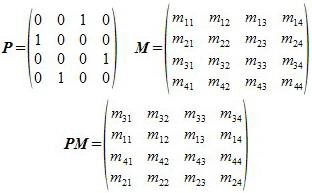 P = ( 0 0 1 0 M = ( m₁₁ m₁₂ m₁₃ m₁₄
1 0 0 0 m₂₁ m₂₂ m₂₃ m₂₄
0 0 0 1 m₃₁ m₃₂ m₃₃ m₃₄
0 1 0 0 ) m₄₁ m₄₂ m₄₃ m₄₄ )
PM = ( m₃₁ m₃₂ m₃₃ m₃₄
m₁₁ m₁₂ m₁₃ m₁₄
m₄₁ m₄₂ m₄₃ m₄₄
m₂₁ m₂₂ m₂₃ m₂₄ )